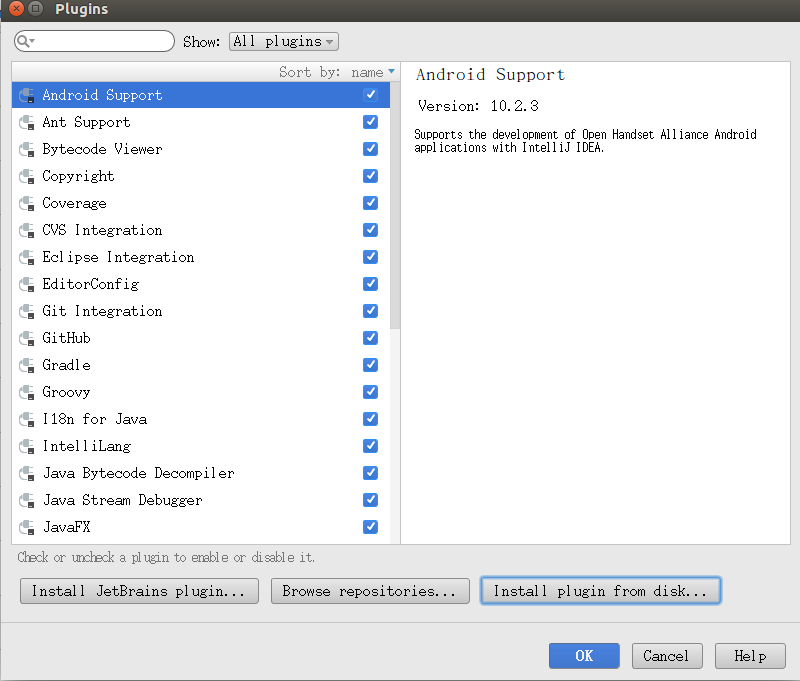 Plugins
Show: All plugins
Sort by: name
Android Support
Ant Support
Bytecode Viewer
Copyright
Coverage
CVS Integration
Eclipse Integration
EditorConfig
Git Integration
GitHub
Gradle
Groovy
I18n for Java
IntelliLang
Java Bytecode Decompiler
Java Stream Debugger
JavaFX
Android Support
Version: 10.2.3
Supports the development of Open Handset Alliance Android
applications with IntelliJ IDEA.
Check or uncheck a plugin to enable or disable it.
Install JetBrains plugin... Browse repositories... Install plugin from disk...
OK Cancel Help